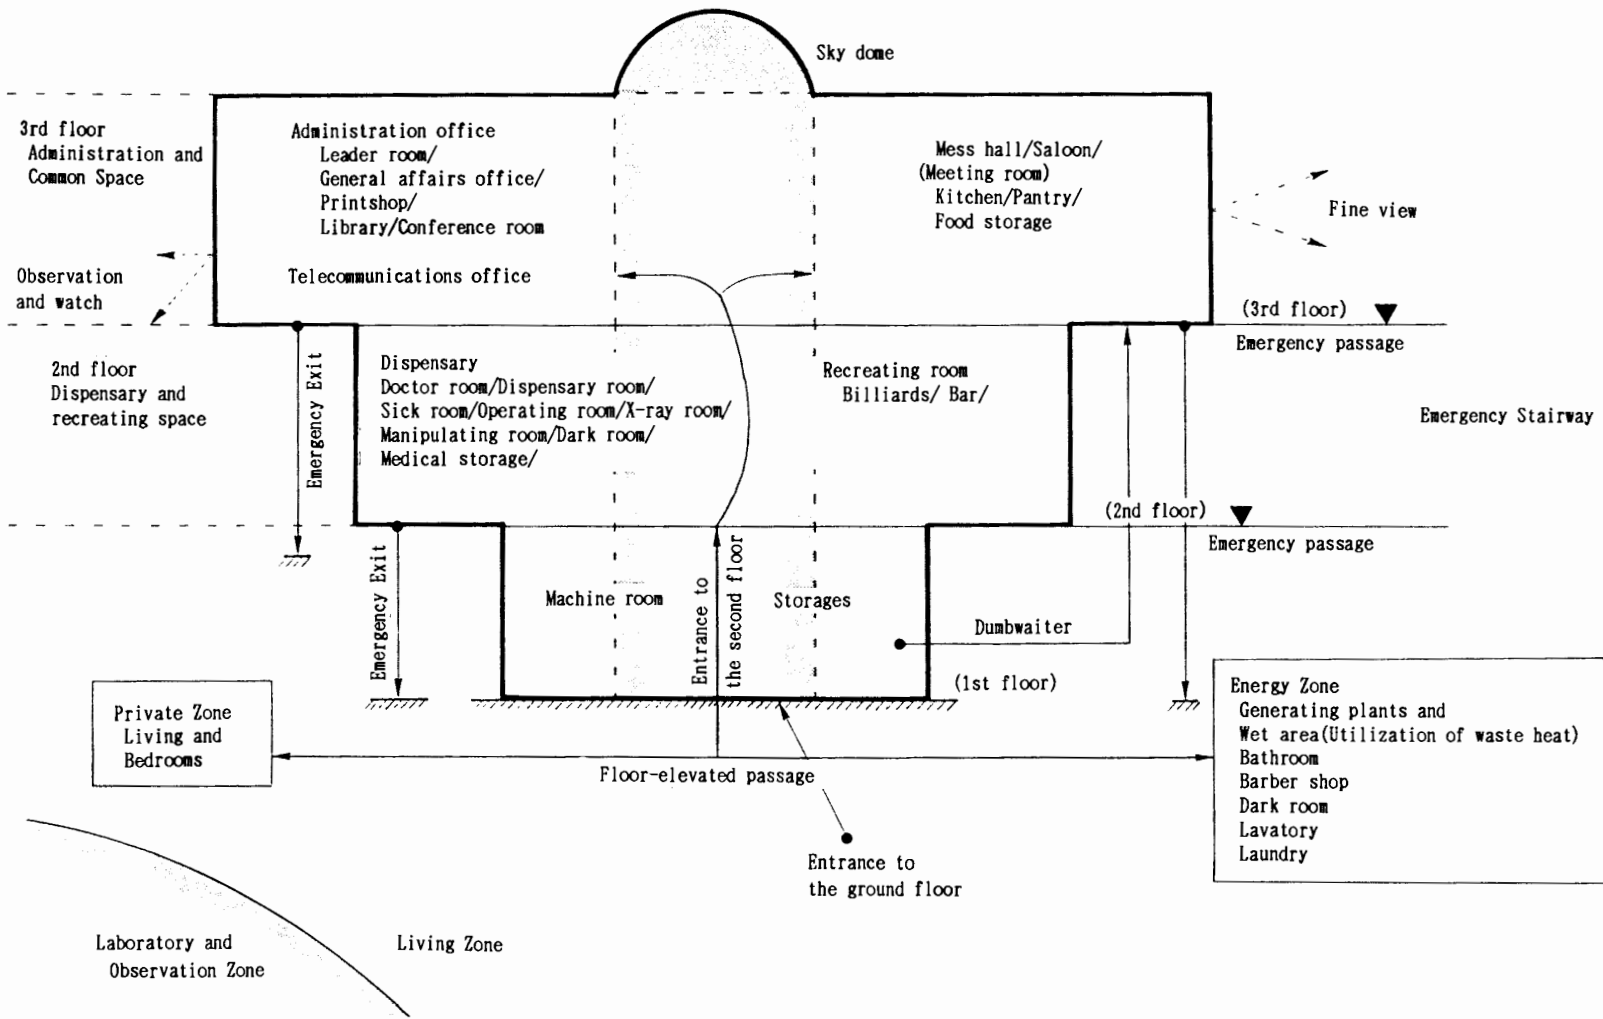 Sky dome
3rd floor
Administration and
Common Space
Administration office
Leader room/
General affairs office/
Printshop/
Library/Conference room
Telecommunications office
Mess hall/Saloon/
(Meeting room)
Kitchen/Pantry/
Food storage
Fine view
Observation
and watch
(3rd floor)
Emergency passage
2nd floor
Dispensary and
recreating space
Emergency Exit
Dispensary
Doctor room/Dispensary room/
Sick room/Operating room/X-ray room/
Manipulating room/Dark room/
Medical storage/
Recreating room
Billiards/ Bar/
Emergency Stairway
(2nd floor)
Emergency passage
Emergency Exit
Machine room
Entrance to
the second floor
Storages
Dumbwaiter
(1st floor)
Private Zone
Living and
Bedrooms
Floor-elevated passage
Energy Zone
Generating plants and
Wet area(Utilization of waste heat)
Bathroom
Barber shop
Dark room
Lavatory
Laundry
Entrance to
the ground floor
Laboratory and
Observation Zone
Living Zone